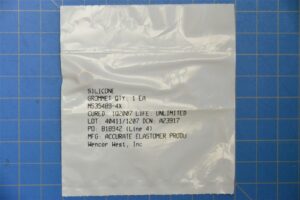 SILICONE
GROMMET QTY: 1 EA
MS35489-4X
CURED: 1Q2007 LIFE: UNLIMITED
LOT: 40411/1207 DCN: A23917
PO: B18942 (Line 4)
MFG: ACCURATE ELASTOMER PRODU
Wencor West, Inc